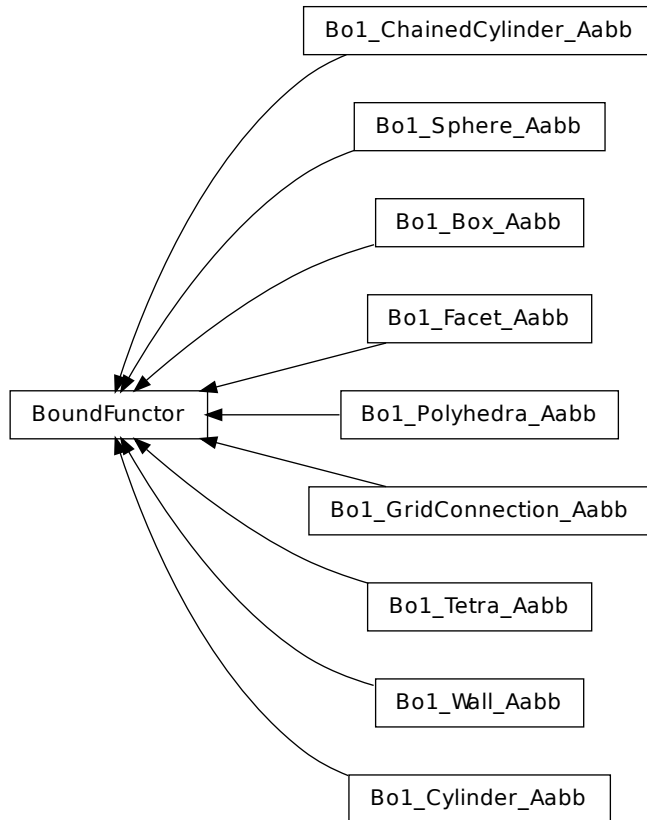 Bo1_ChainedCylinder_Aabb
Bo1_Sphere_Aabb
Bo1_Box_Aabb
Bo1_Facet_Aabb
BoundFunctor
Bo1_Polyhedra_Aabb
Bo1_GridConnection_Aabb
Bo1_Tetra_Aabb
Bo1_Wall_Aabb
Bo1_Cylinder_Aabb